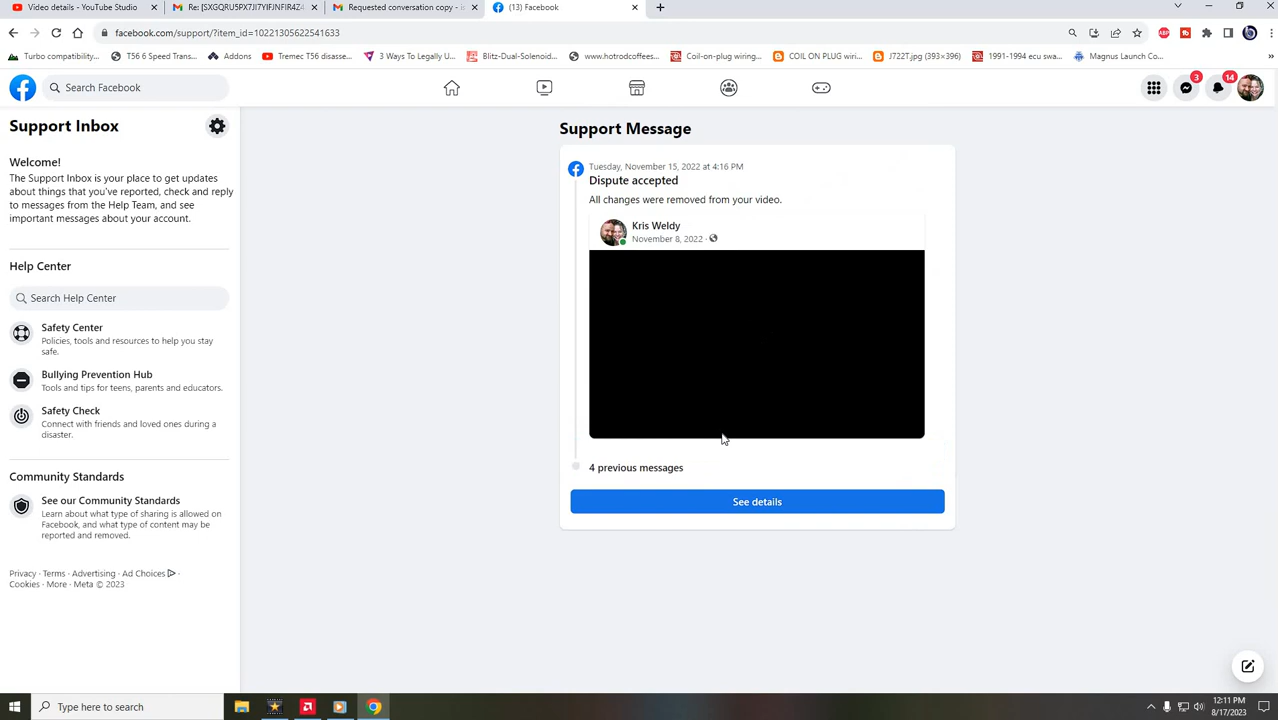 Video details - YouTube Studio
Re: [SXGQRU5PX7JI7YIFJNFIR4Z4
Requested conversation copy - is
(13) Facebook
facebook.com/support/?item_id=10221305622541633
Turbo compatibility...
T56 6 Speed Trans...
Addons
Tremec T56 disasse...
3 Ways To Legally U...
Blitz-Dual-Solenoid...
www.hotrodcoffees...
Coil-on-plug wiring...
COIL ON PLUG wiri...
J722T.jpg (393×396)
1991-1994 ecu swa...
Magnus Launch Co...
»
Search Facebook
3
14
Support Inbox
Welcome!
The Support Inbox is your place to get updates
about things that you've reported, check and reply
to messages from the Help Team, and see
important messages about your account.
Help Center
Search Help Center
Safety Center
Policies, tools and resources to help you stay
safe.
Bullying Prevention Hub
Tools and tips for teens, parents and educators.
Safety Check
Connect with friends and loved ones during a
disaster.
Community Standards
See our Community Standards
Learn about what type of sharing is allowed on
Facebook, and what type of content may be
reported and removed.
Privacy · Terms · Advertising · Ad Choices ·
Cookies · More · Meta © 2023
Support Message
Tuesday, November 15, 2022 at 4:16 PM
Dispute accepted
All changes were removed from your video.
Kris Weldy
November 8, 2022 ·
4 previous messages
See details
Type here to search
12:11 PM
8/17/2023